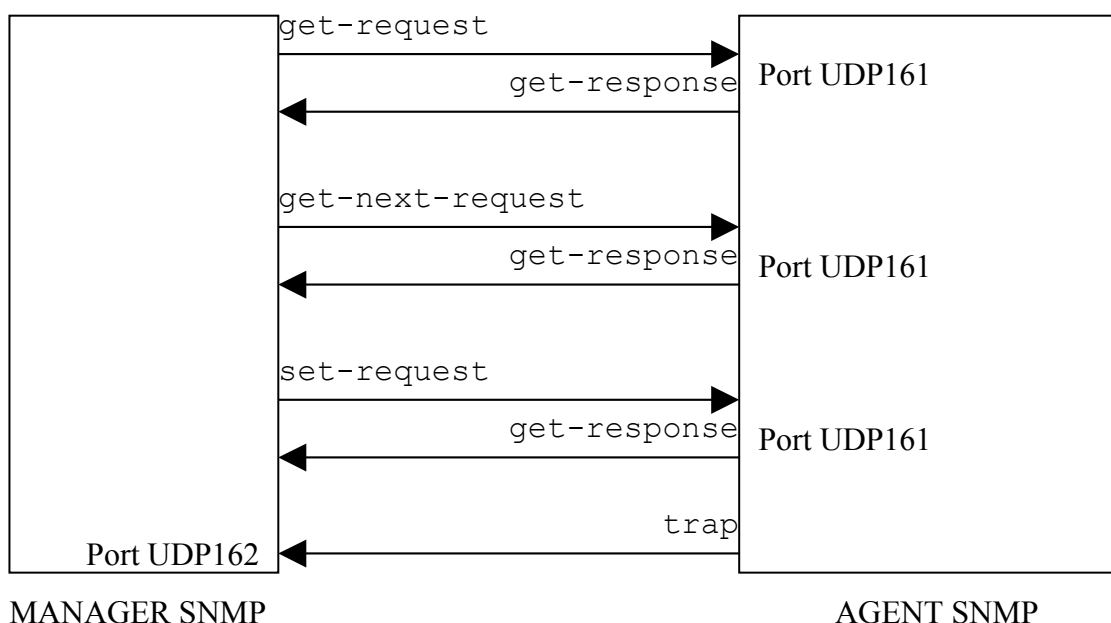 get-request
Port UDP161
get-response
get-next-request
get-response
Port UDP161
set-request
get-response
Port UDP161
trap
Port UDP162
MANAGER SNMP
AGENT SNMP